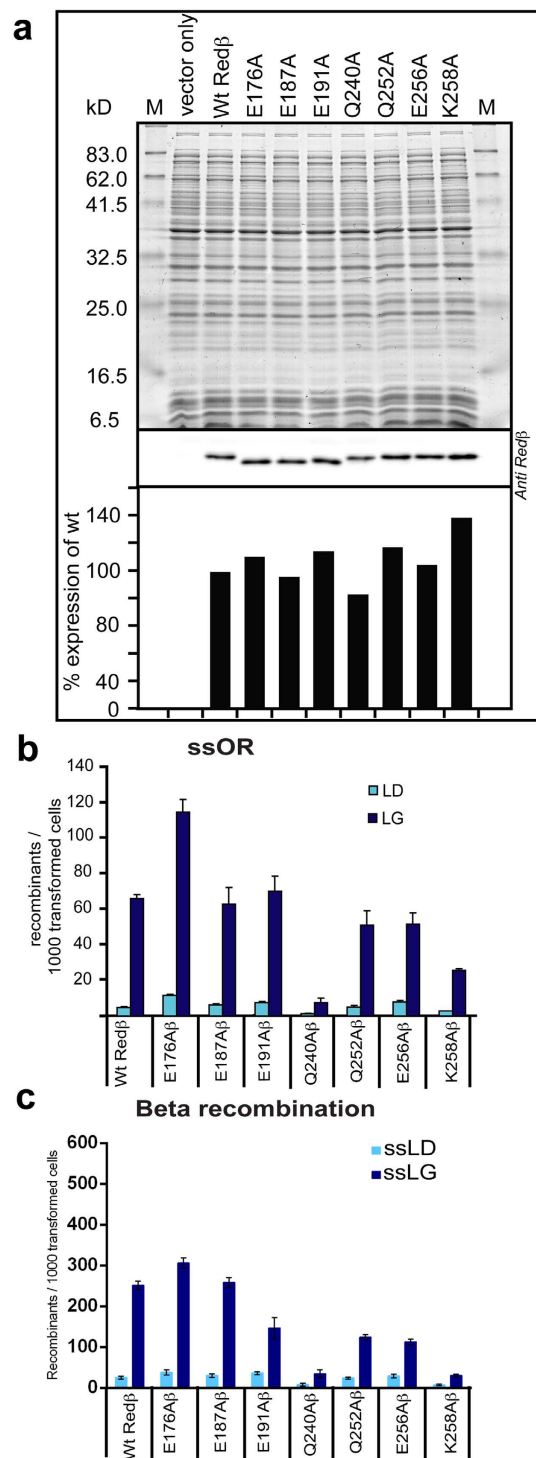 a
kD M vector only Wt Redβ E176A E187A E191A Q240A Q252A E256A K258A M
83.0
62.0
41.5
32.5
25.0
16.5
6.5
Anti Redβ
% expression of wt
140
100
80
40
0
b
ssOR
recombinants /
1000 transformed cells
140
120
100
80
60
40
20
LD
LG
Wt Redβ E176Aβ E187Aβ E191Aβ Q240Aβ Q252Aβ E256Aβ K258Aβ
c
Beta recombination
Recombinants / 1000 transformed cells
600
500
400
300
200
100
0
ssLD
ssLG
Wt Redβ E176Aβ E187Aβ E191Aβ Q240Aβ Q252Aβ E256Aβ K258Aβ